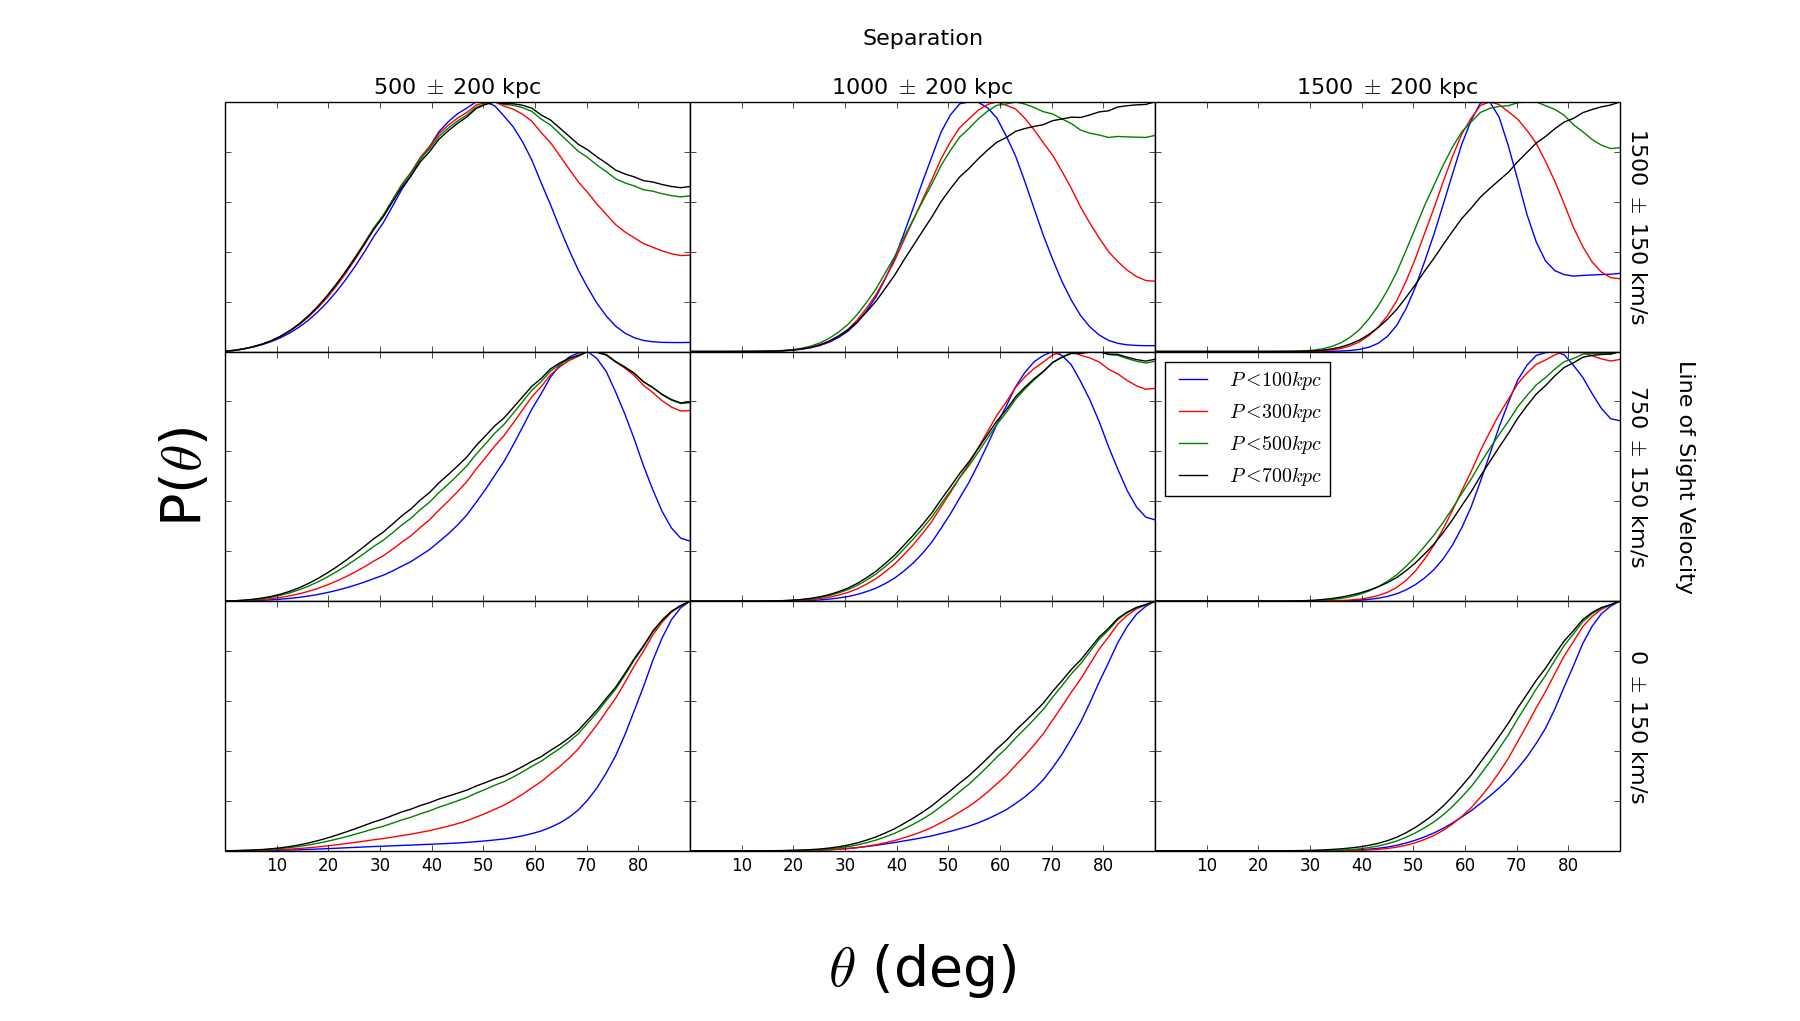 Separation
500 ± 200 kpc
1000 ± 200 kpc
1500 ± 200 kpc
1500 ± 150 km/s
P(θ)
P<100kpc
P<300kpc
P<500kpc
P<700kpc
750 ± 150 km/s
Line of Sight Velocity
0 ± 150 km/s
10 20 30 40 50 60 70 80 10 20 30 40 50 60 70 80 10 20 30 40 50 60 70 80
θ (deg)